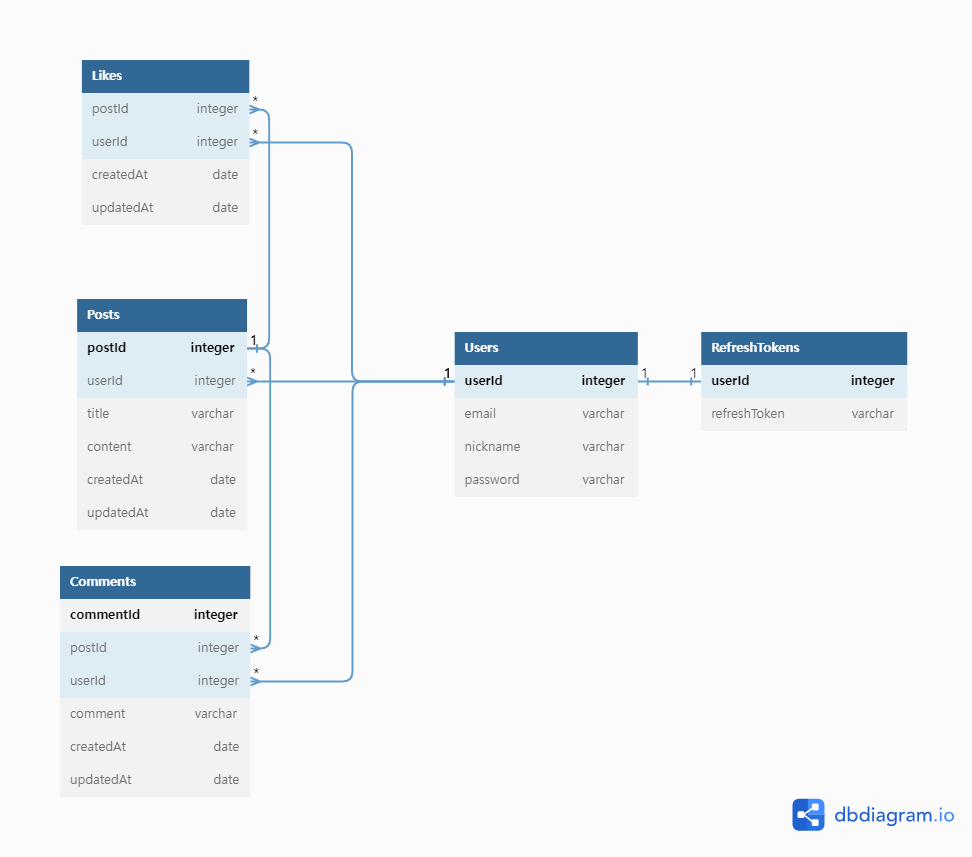 Likes
postId integer *
userId integer *
createdAt date
updatedAt date
Posts
postId integer 1
userId integer *
title varchar
content varchar
createdAt date
updatedAt date
Comments
commentId integer
postId integer *
userId integer *
comment varchar
createdAt date
updatedAt date
Users
1 userId integer 1
email varchar
nickname varchar
password varchar
RefreshTokens
1 userId integer
refreshToken varchar
dbdiagram.io